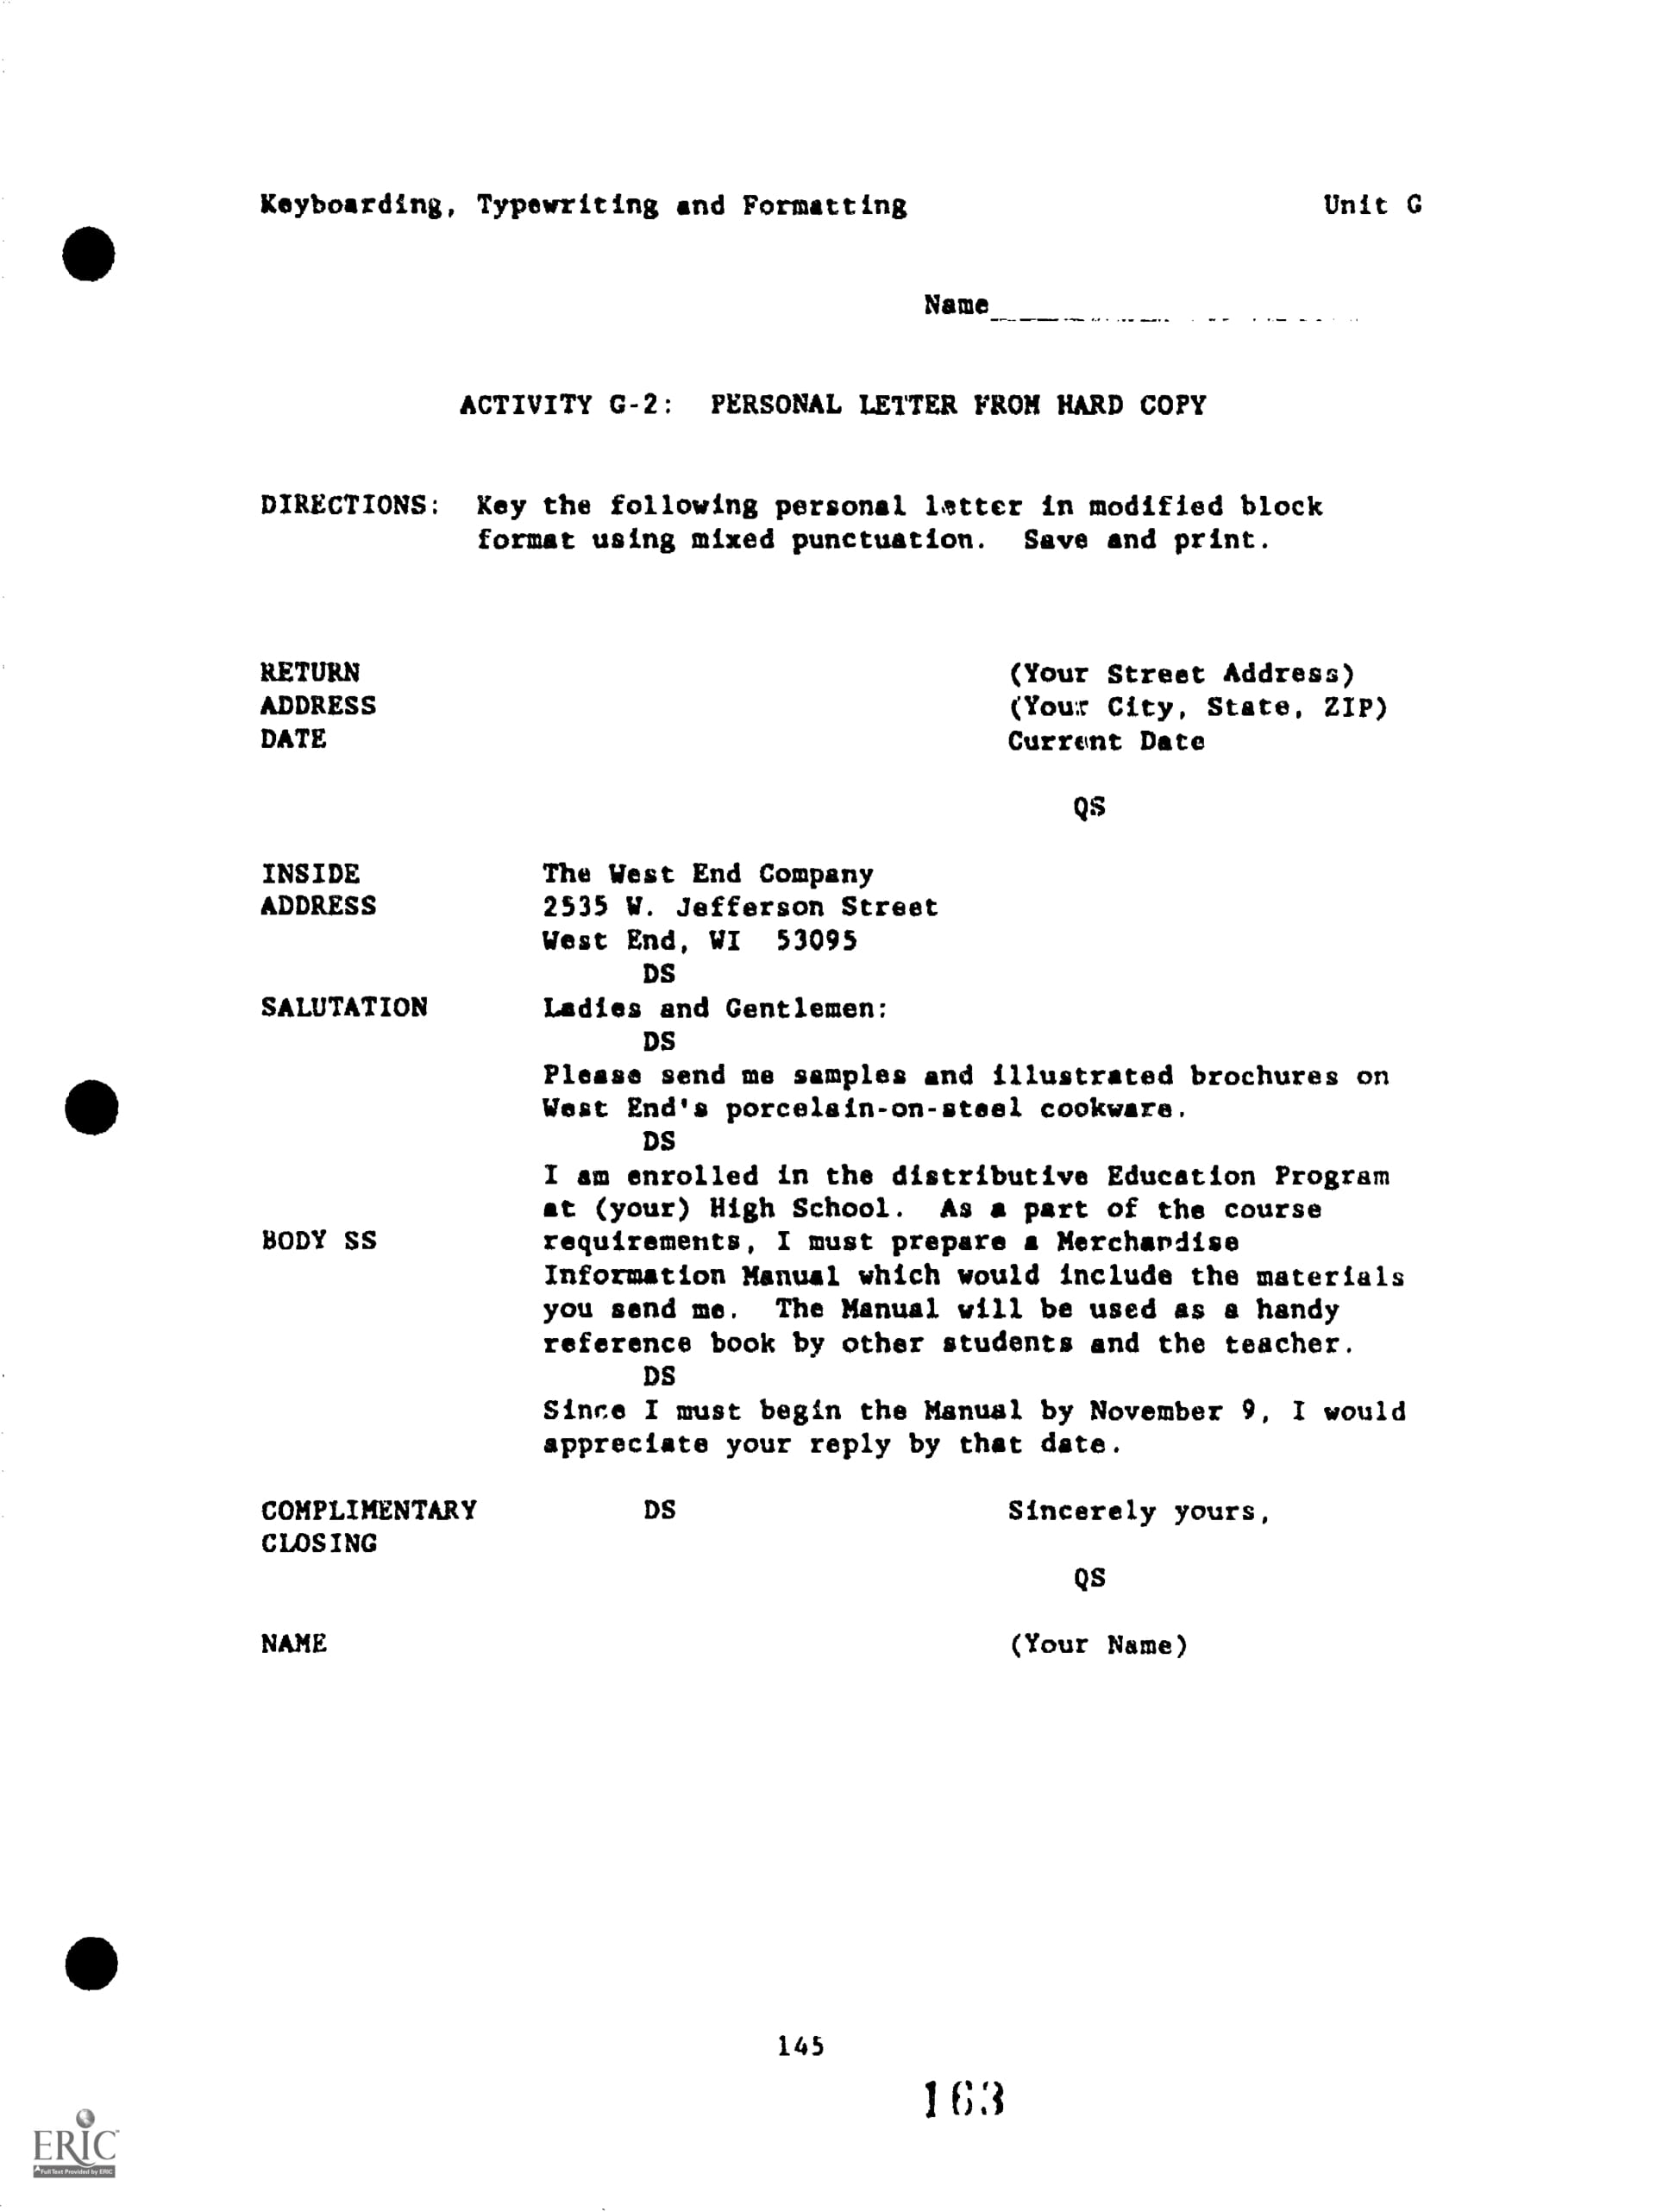 Keyboarding, Typewriting and Formatting Unit G
Name
ACTIVITY G-2: PERSONAL LETTER FROM HARD COPY
DIRECTIONS: Key the following personal letter in modified block
format using mixed punctuation. Save and print.
RETURN (Your Street Address)
ADDRESS (Your City, State, ZIP)
DATE Current Date
QS
INSIDE The West End Company
ADDRESS 2535 W. Jefferson Street
West End, WI 53095
DS
SALUTATION Ladies and Gentlemen:
DS
Please send me samples and illustrated brochures on
West End's porcelain-on-steel cookware.
DS
I am enrolled in the distributive Education Program
at (your) High School. As a part of the course
BODY SS requirements, I must prepare a Merchandise
Information Manual which would include the materials
you send me. The Manual will be used as a handy
reference book by other students and the teacher.
DS
Since I must begin the Manual by November 9, I would
appreciate your reply by that date.
COMPLIMENTARY DS Sincerely yours,
CLOSING
QS
NAME (Your Name)
145
163
ERIC
Full Text Provided by ERIC